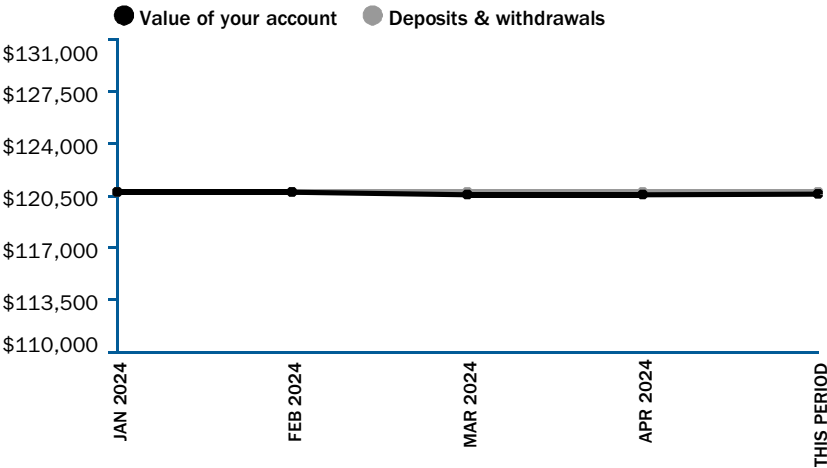 Value of your account
Deposits & withdrawals
$131,000
$127,500
$124,000
$120,500
$117,000
$113,500
$110,000
JAN 2024
FEB 2024
MAR 2024
APR 2024
THIS PERIOD